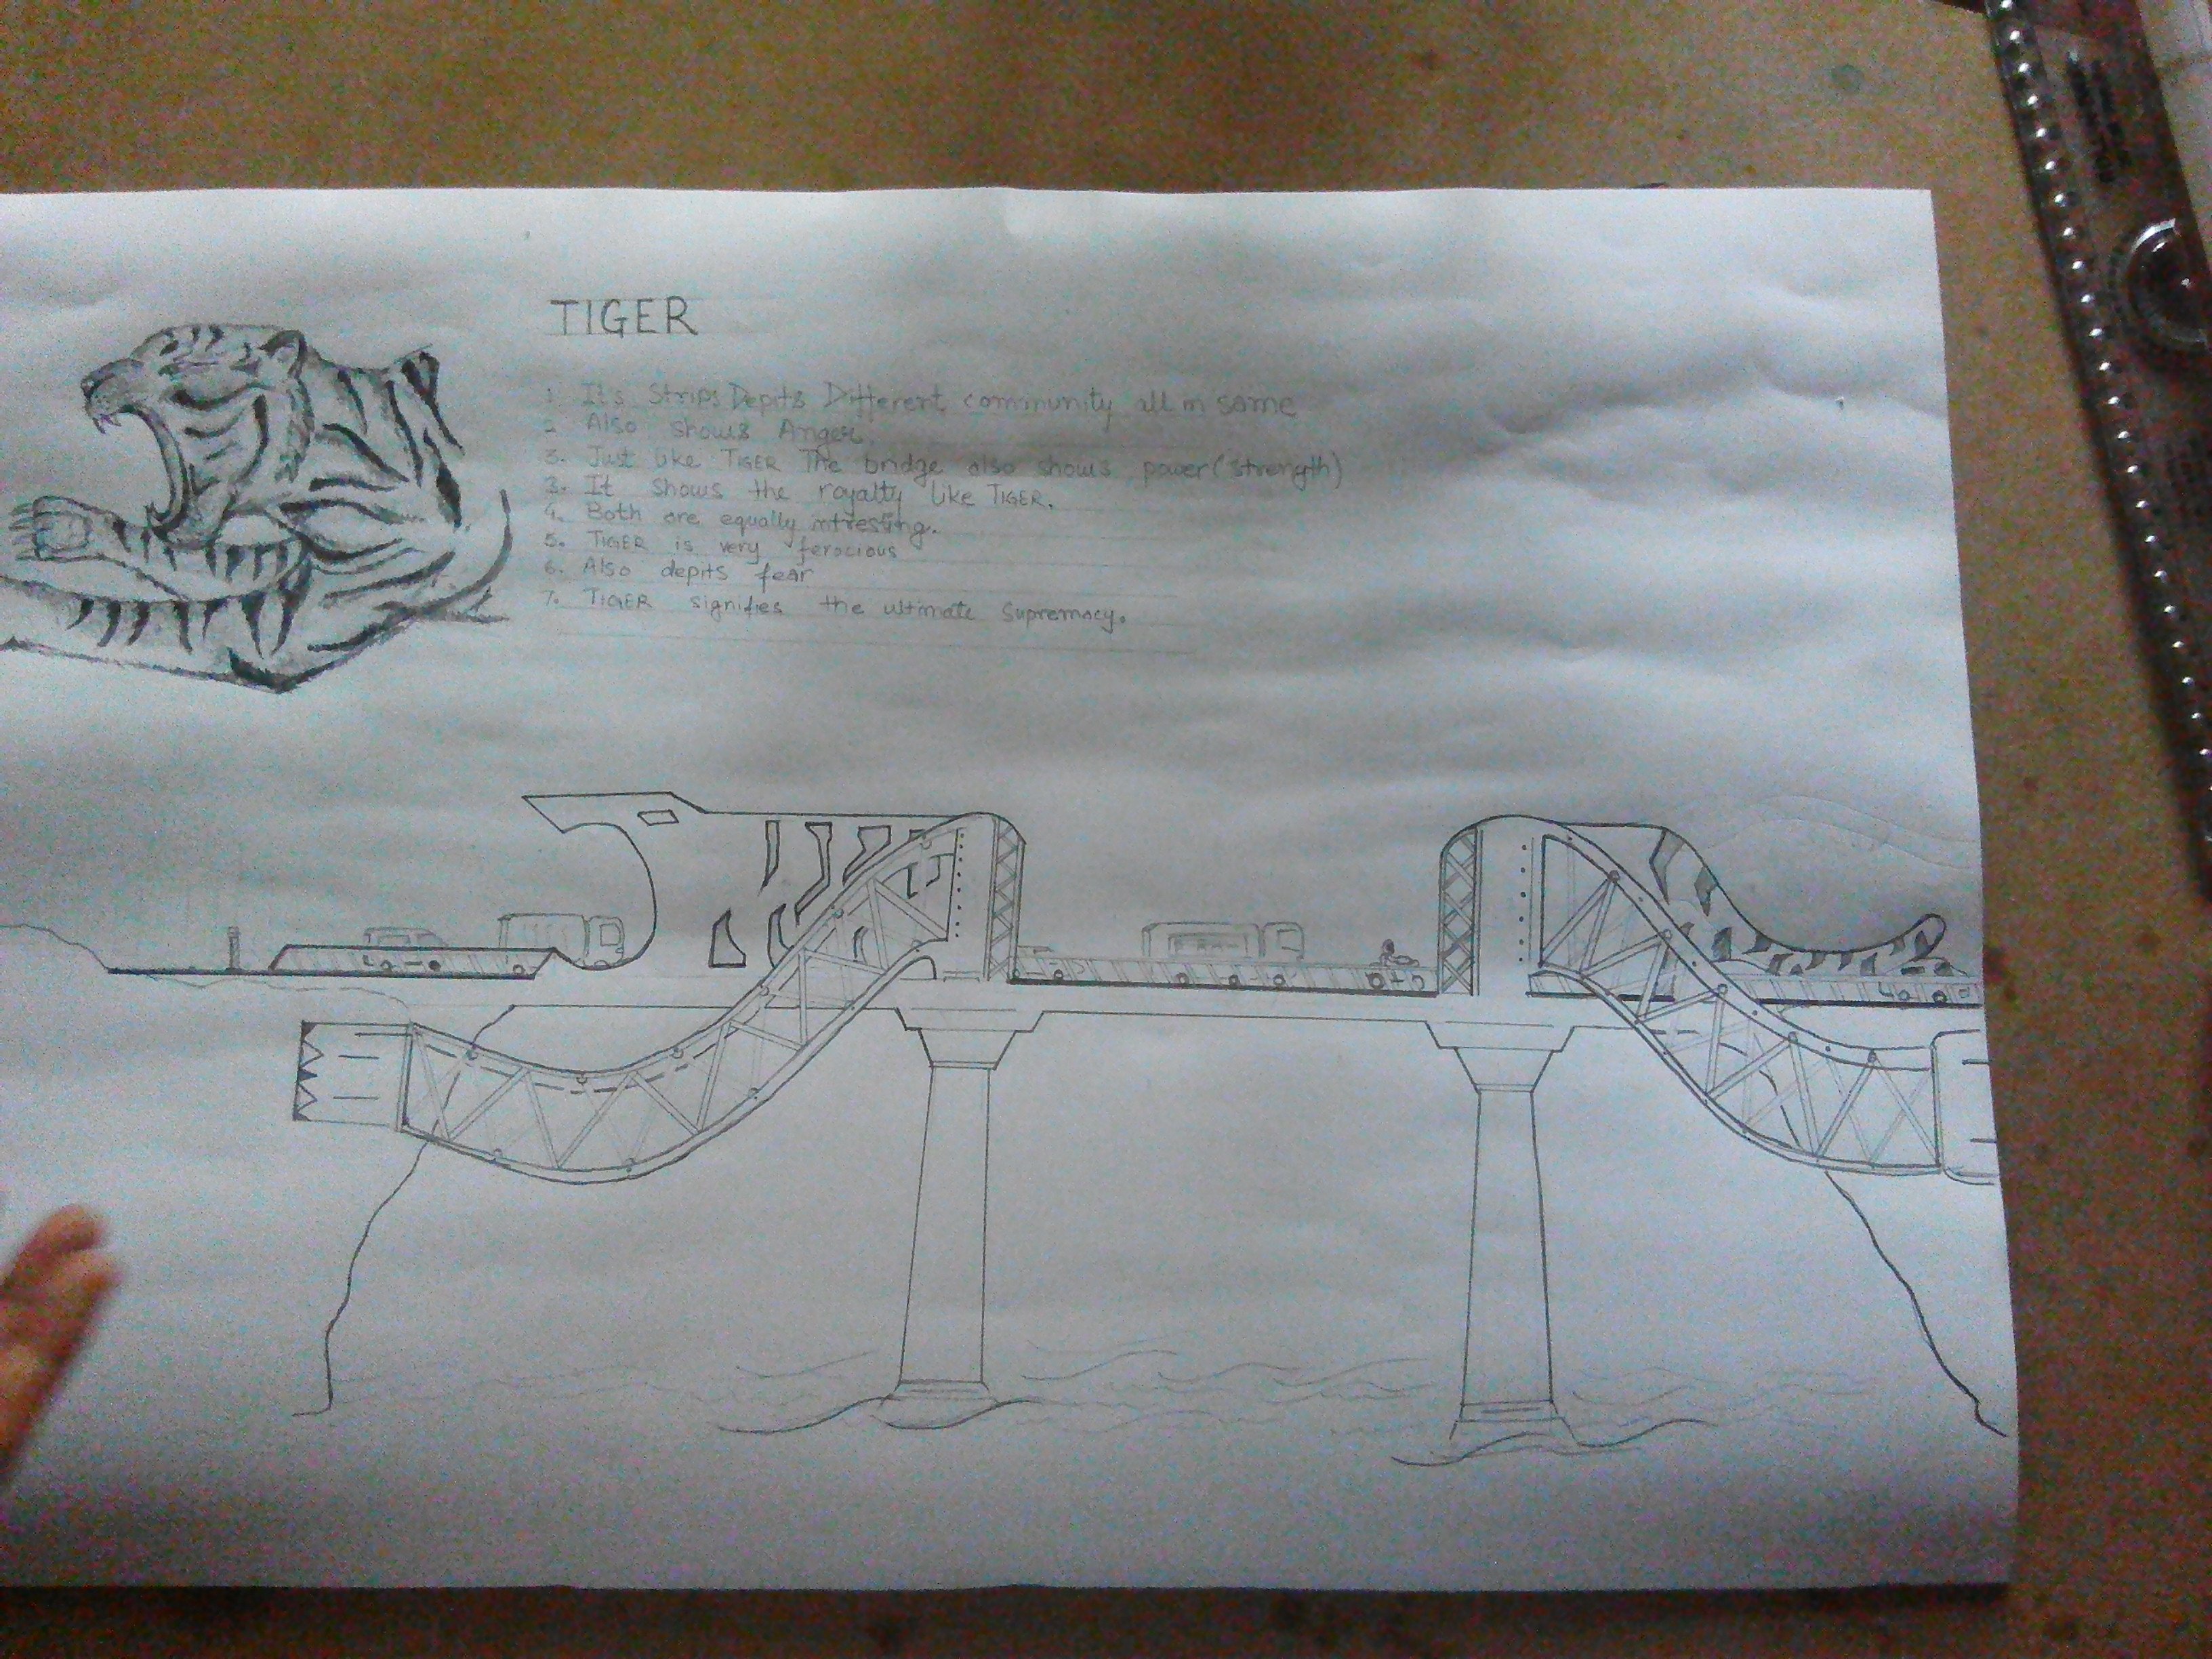 TIGER
1. It's Strips Depits Different community all in same
2. Also shows Anger.
3. Just like TIGER The bridge also shows power (strength)
3. It shows the royalty like TIGER.
4. Both are equally intresting.
5. TIGER is very ferocious
6. Also depits fear
7. TIGER signifies the ultimate supremacy.